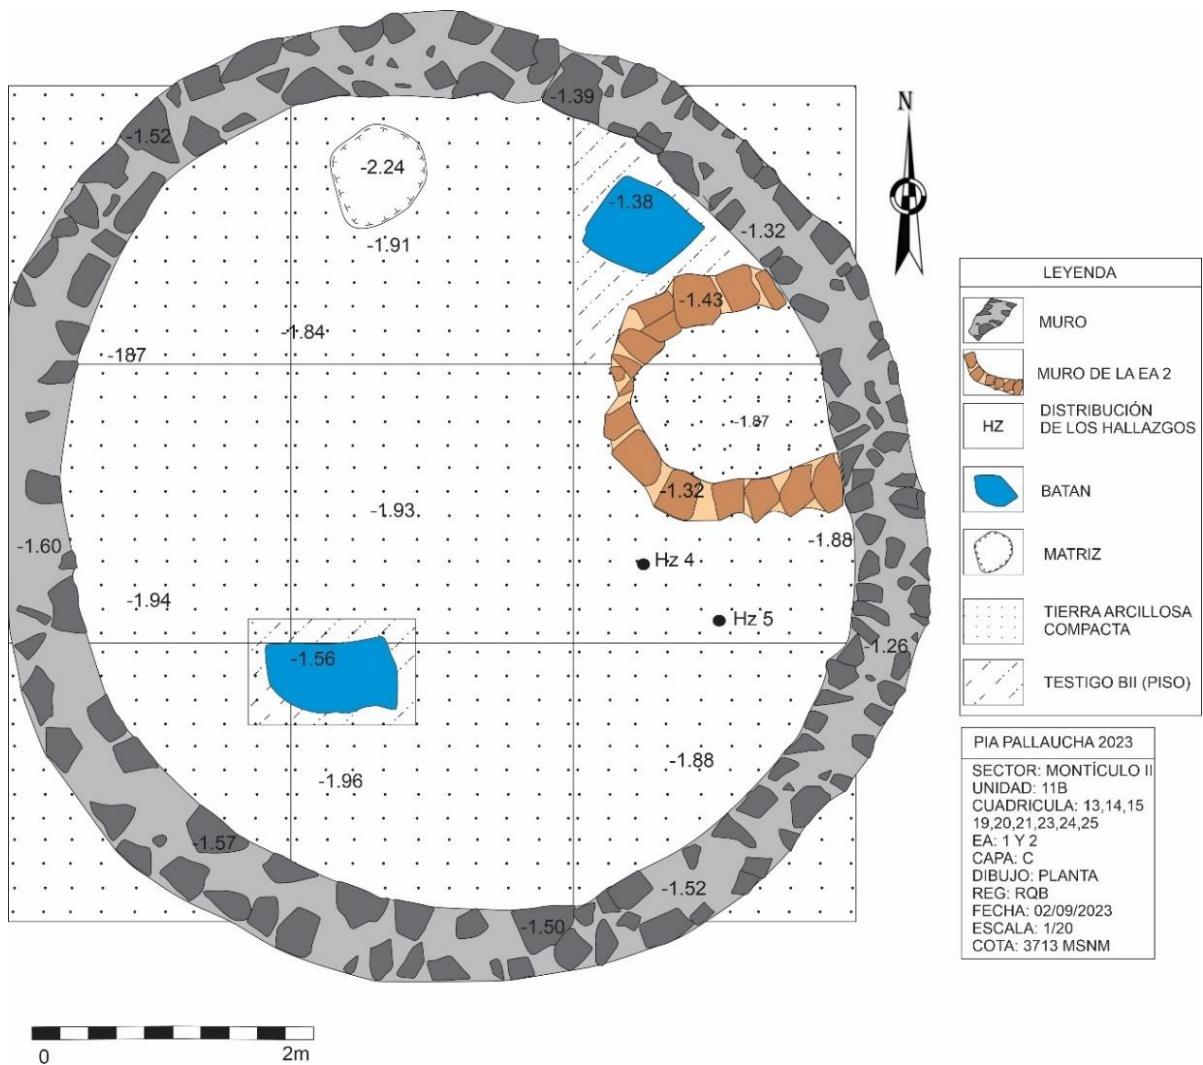 -1.39
-1.52
-2.24
-1.38
-1.32
-1.91
-1.43
-1.84
-187
-1.87
-1.32
-1.93
-1.88
-1.60
Hz 4
-1.94
Hz 5
-1.56
-1.26
-1.88
-1.96
-1.57
-1.52
-1.50
0
2m
N
LEYENDA
MURO
MURO DE LA EA 2
HZ
DISTRIBUCIÓN
DE LOS HALLAZGOS
BATAN
MATRIZ
TIERRA ARCILLOSA
COMPACTA
TESTIGO BII (PISO)
PIA PALLAUCHA 2023
SECTOR: MONTÍCULO II
UNIDAD: 11B
CUADRICULA: 13,14,15
19,20,21,23,24,25
EA: 1 Y 2
CAPA: C
DIBUJO: PLANTA
REG: RQB
FECHA: 02/09/2023
ESCALA: 1/20
COTA: 3713 MSNM